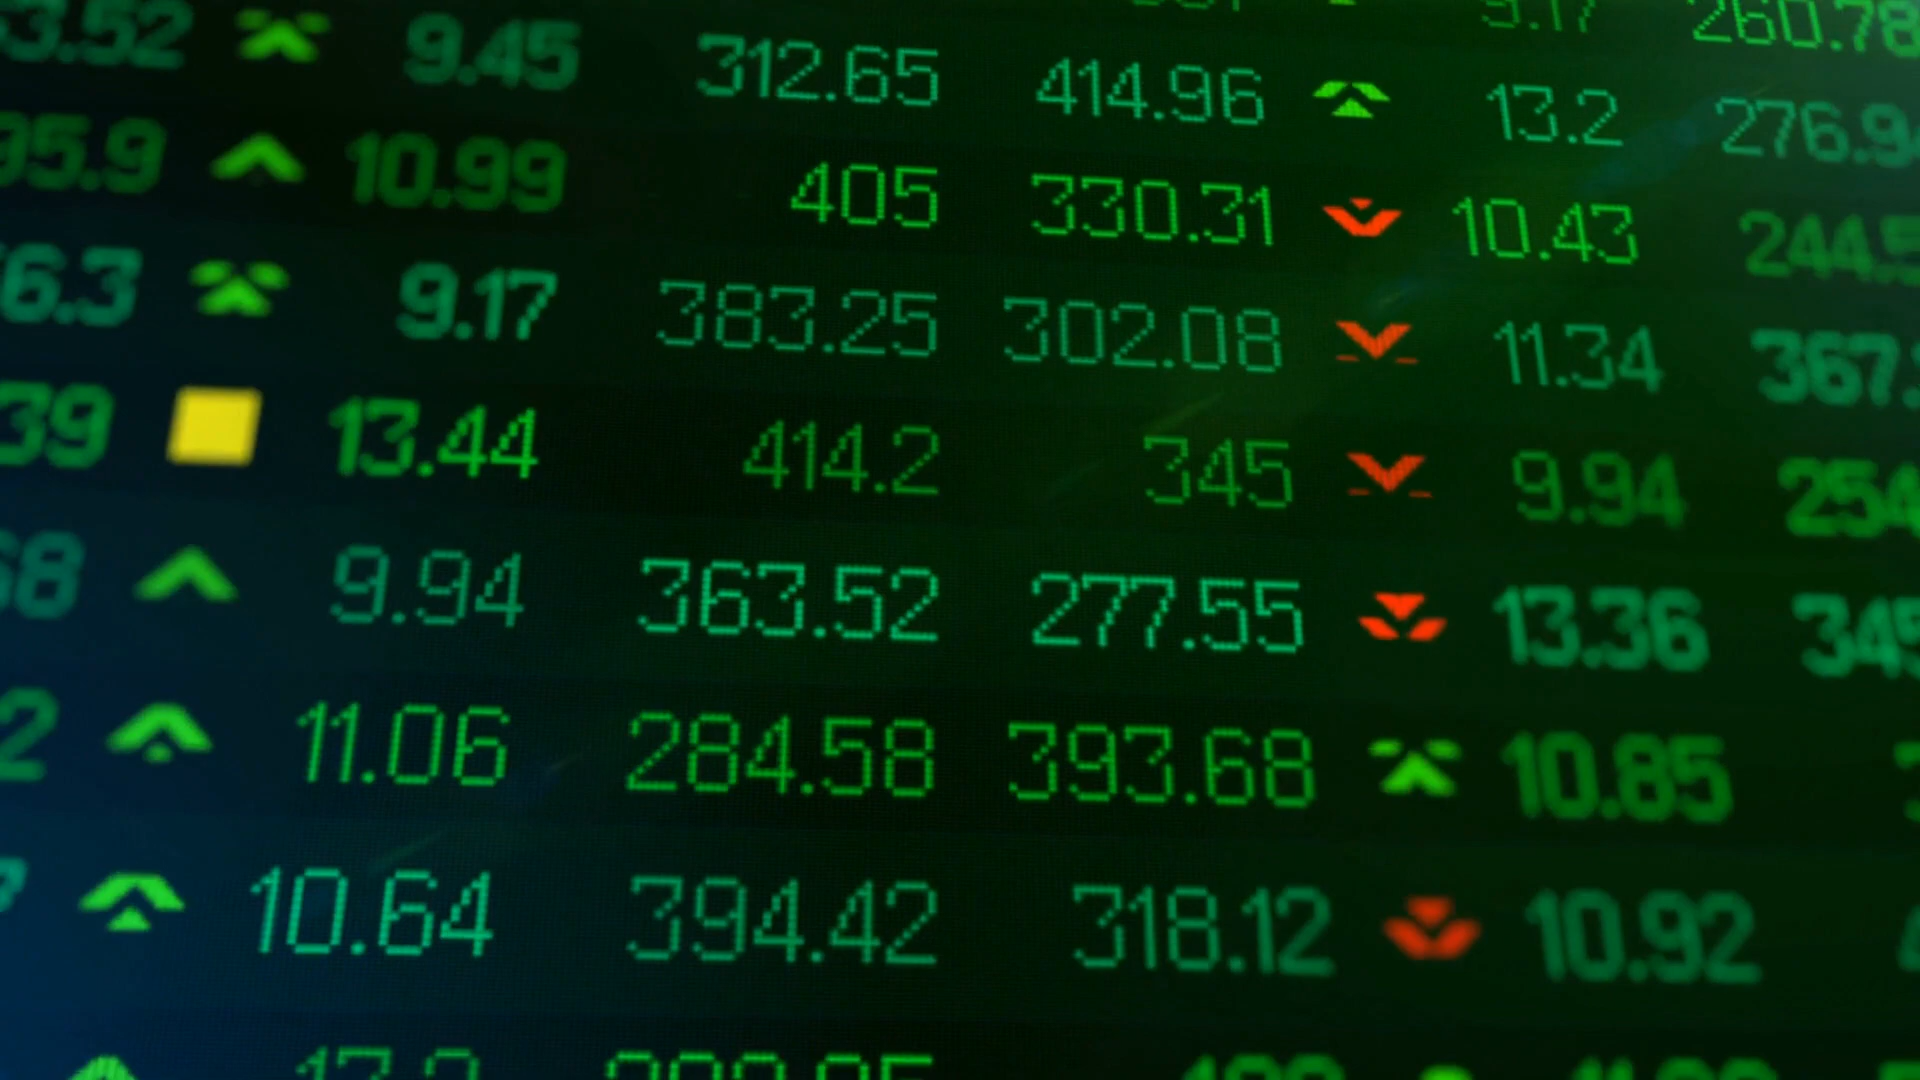 3.52 9.45 312.65 414.96 13.2 276.9
95.9 10.99 405 330.31 10.43 244.5
6.3 9.17 383.25 302.08 11.34 367.
39 13.44 414.2 345 9.94 254
68 9.94 363.52 277.55 13.36 345
2 11.06 284.58 393.68 10.85
10.64 394.42 318.12 10.92